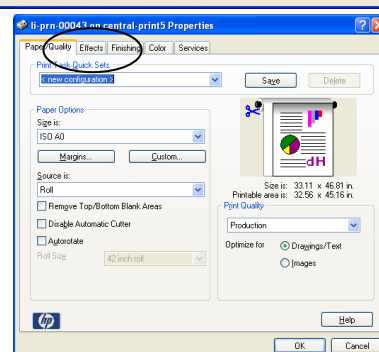 li-prn-00043 on central-print5 Properties
Paper/Quality Effects Finishing Color Services
Print Task Quick Sets
< new configuration >
Save Delete
Paper Options
Size is:
ISO A0
Margins... Custom...
Source is:
Roll
Remove Top/Bottom Blank Areas
Disable Automatic Cutter
Autorotate
Roll Size 42 inch roll
Size is: 33.11 x 46.81 in.
Printable area is: 32.56 x 45.16 in.
Print Quality
Production
Optimize for Drawings/Text
Images
hp
Help
OK Cancel